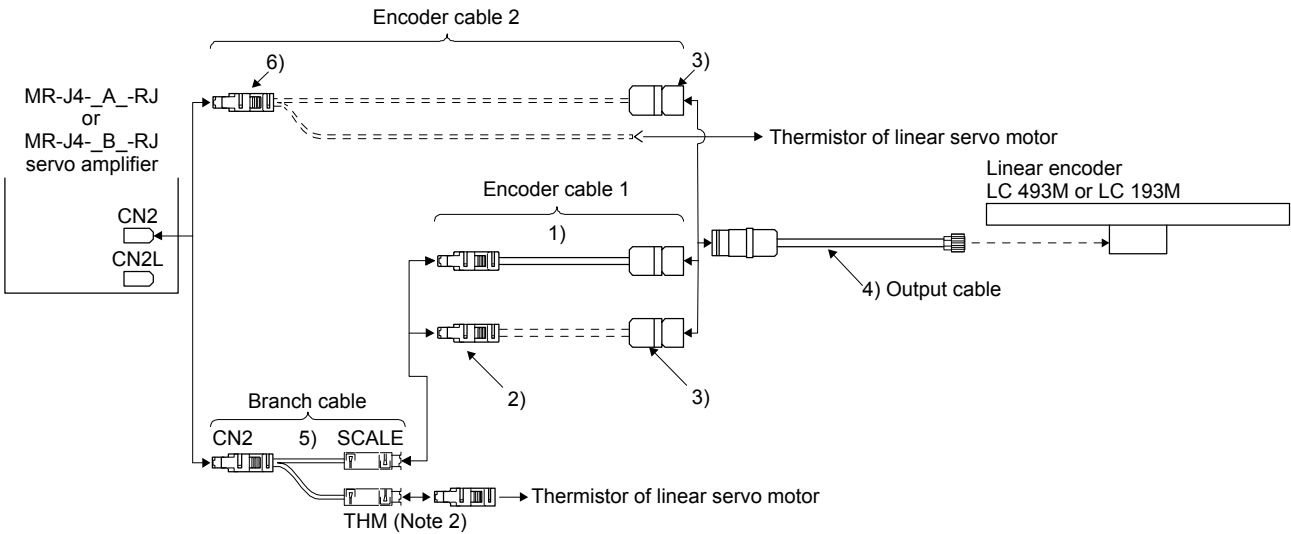 Encoder cable 2
6)
3)
MR-J4-_A_-RJ
or
MR-J4-_B_-RJ
servo amplifier
Thermistor of linear servo motor
Linear encoder
LC 493M or LC 193M
Encoder cable 1
CN2
1)
CN2L
4) Output cable
2)
3)
Branch cable
CN2 5) SCALE
Thermistor of linear servo motor
THM (Note 2)